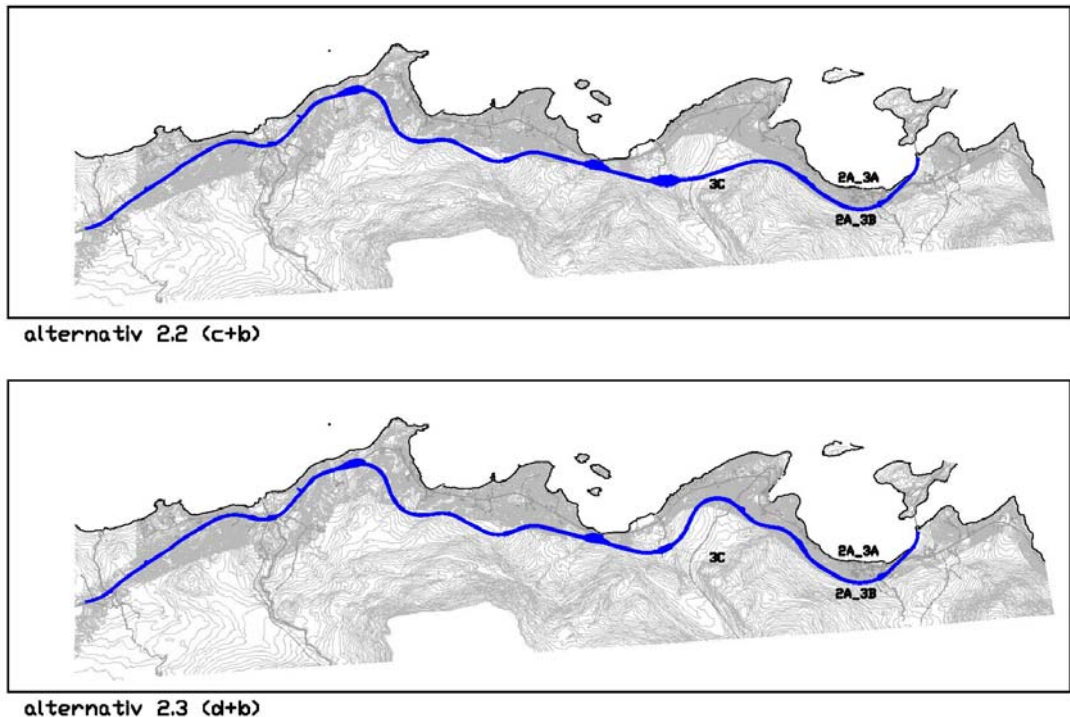 2A_3A
3C
2A_3B
alternativ 2.2 (c+b)
2A_3A
3C
2A_3B
alternativ 2.3 (d+b)